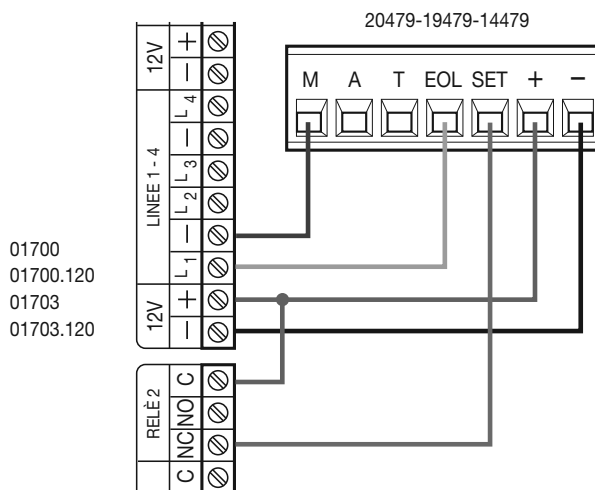 20479-19479-14479
M A T EOL SET + −
12V
+
−
LINEE 1 - 4
L4
−
L3
L2
−
L1
12V
+
−
01700
01700.120
01703
01703.120
RELÈ 2
C
NO
NC
C